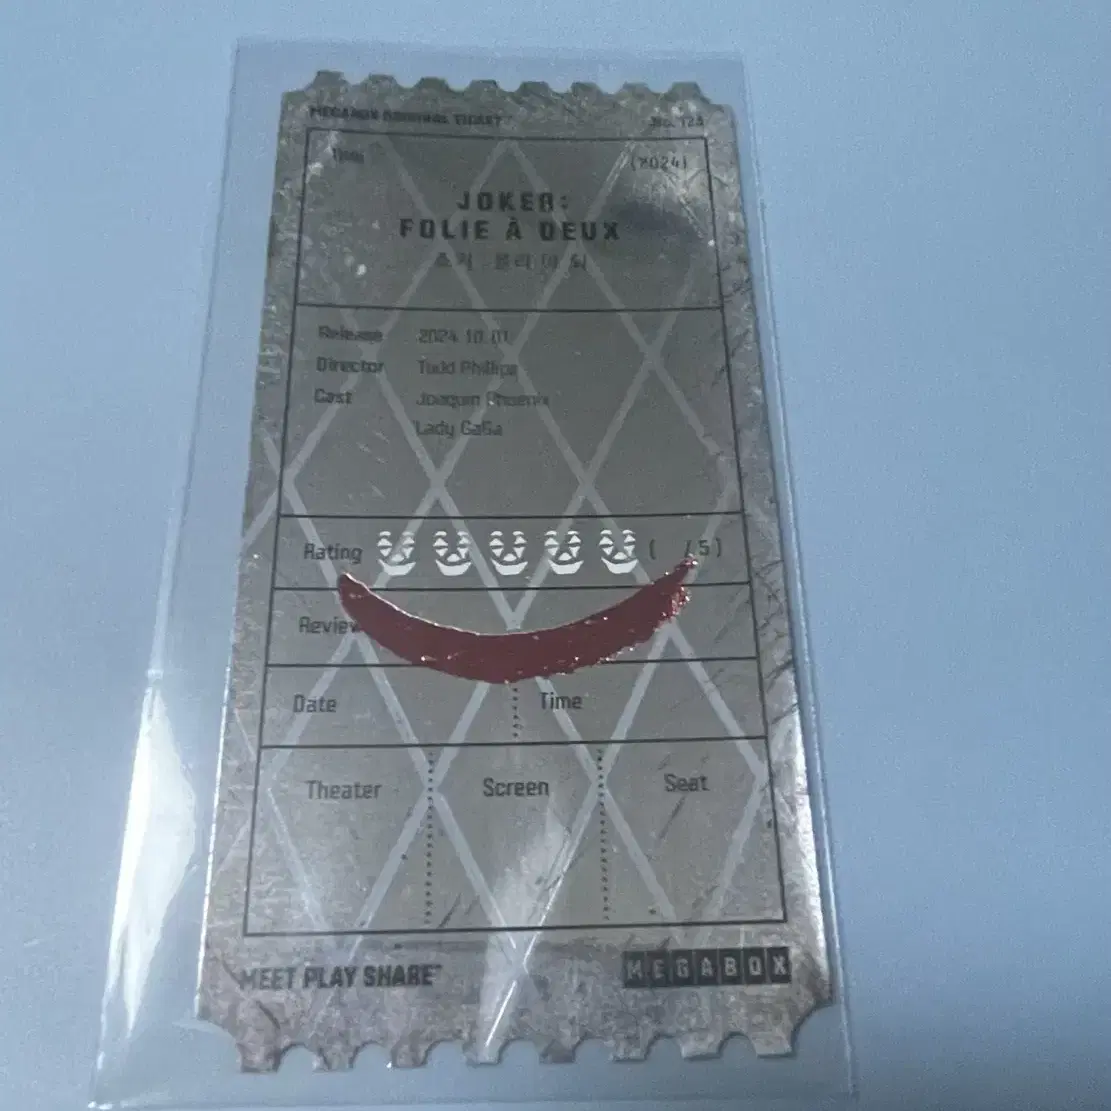 MEGABOX ORIGINAL TICKET™ No. 124
Title (2024)
JOKER:
FOLIE À DEUX
조커: 폴리 아 되
Release 2024.10.01
Director Todd Phillips
Cast Joaquin Phoenix
Lady GaGa
Rating ( /5)
Review
Date Time
Theater Screen Seat
MEET PLAY SHARE™ MEGABOX